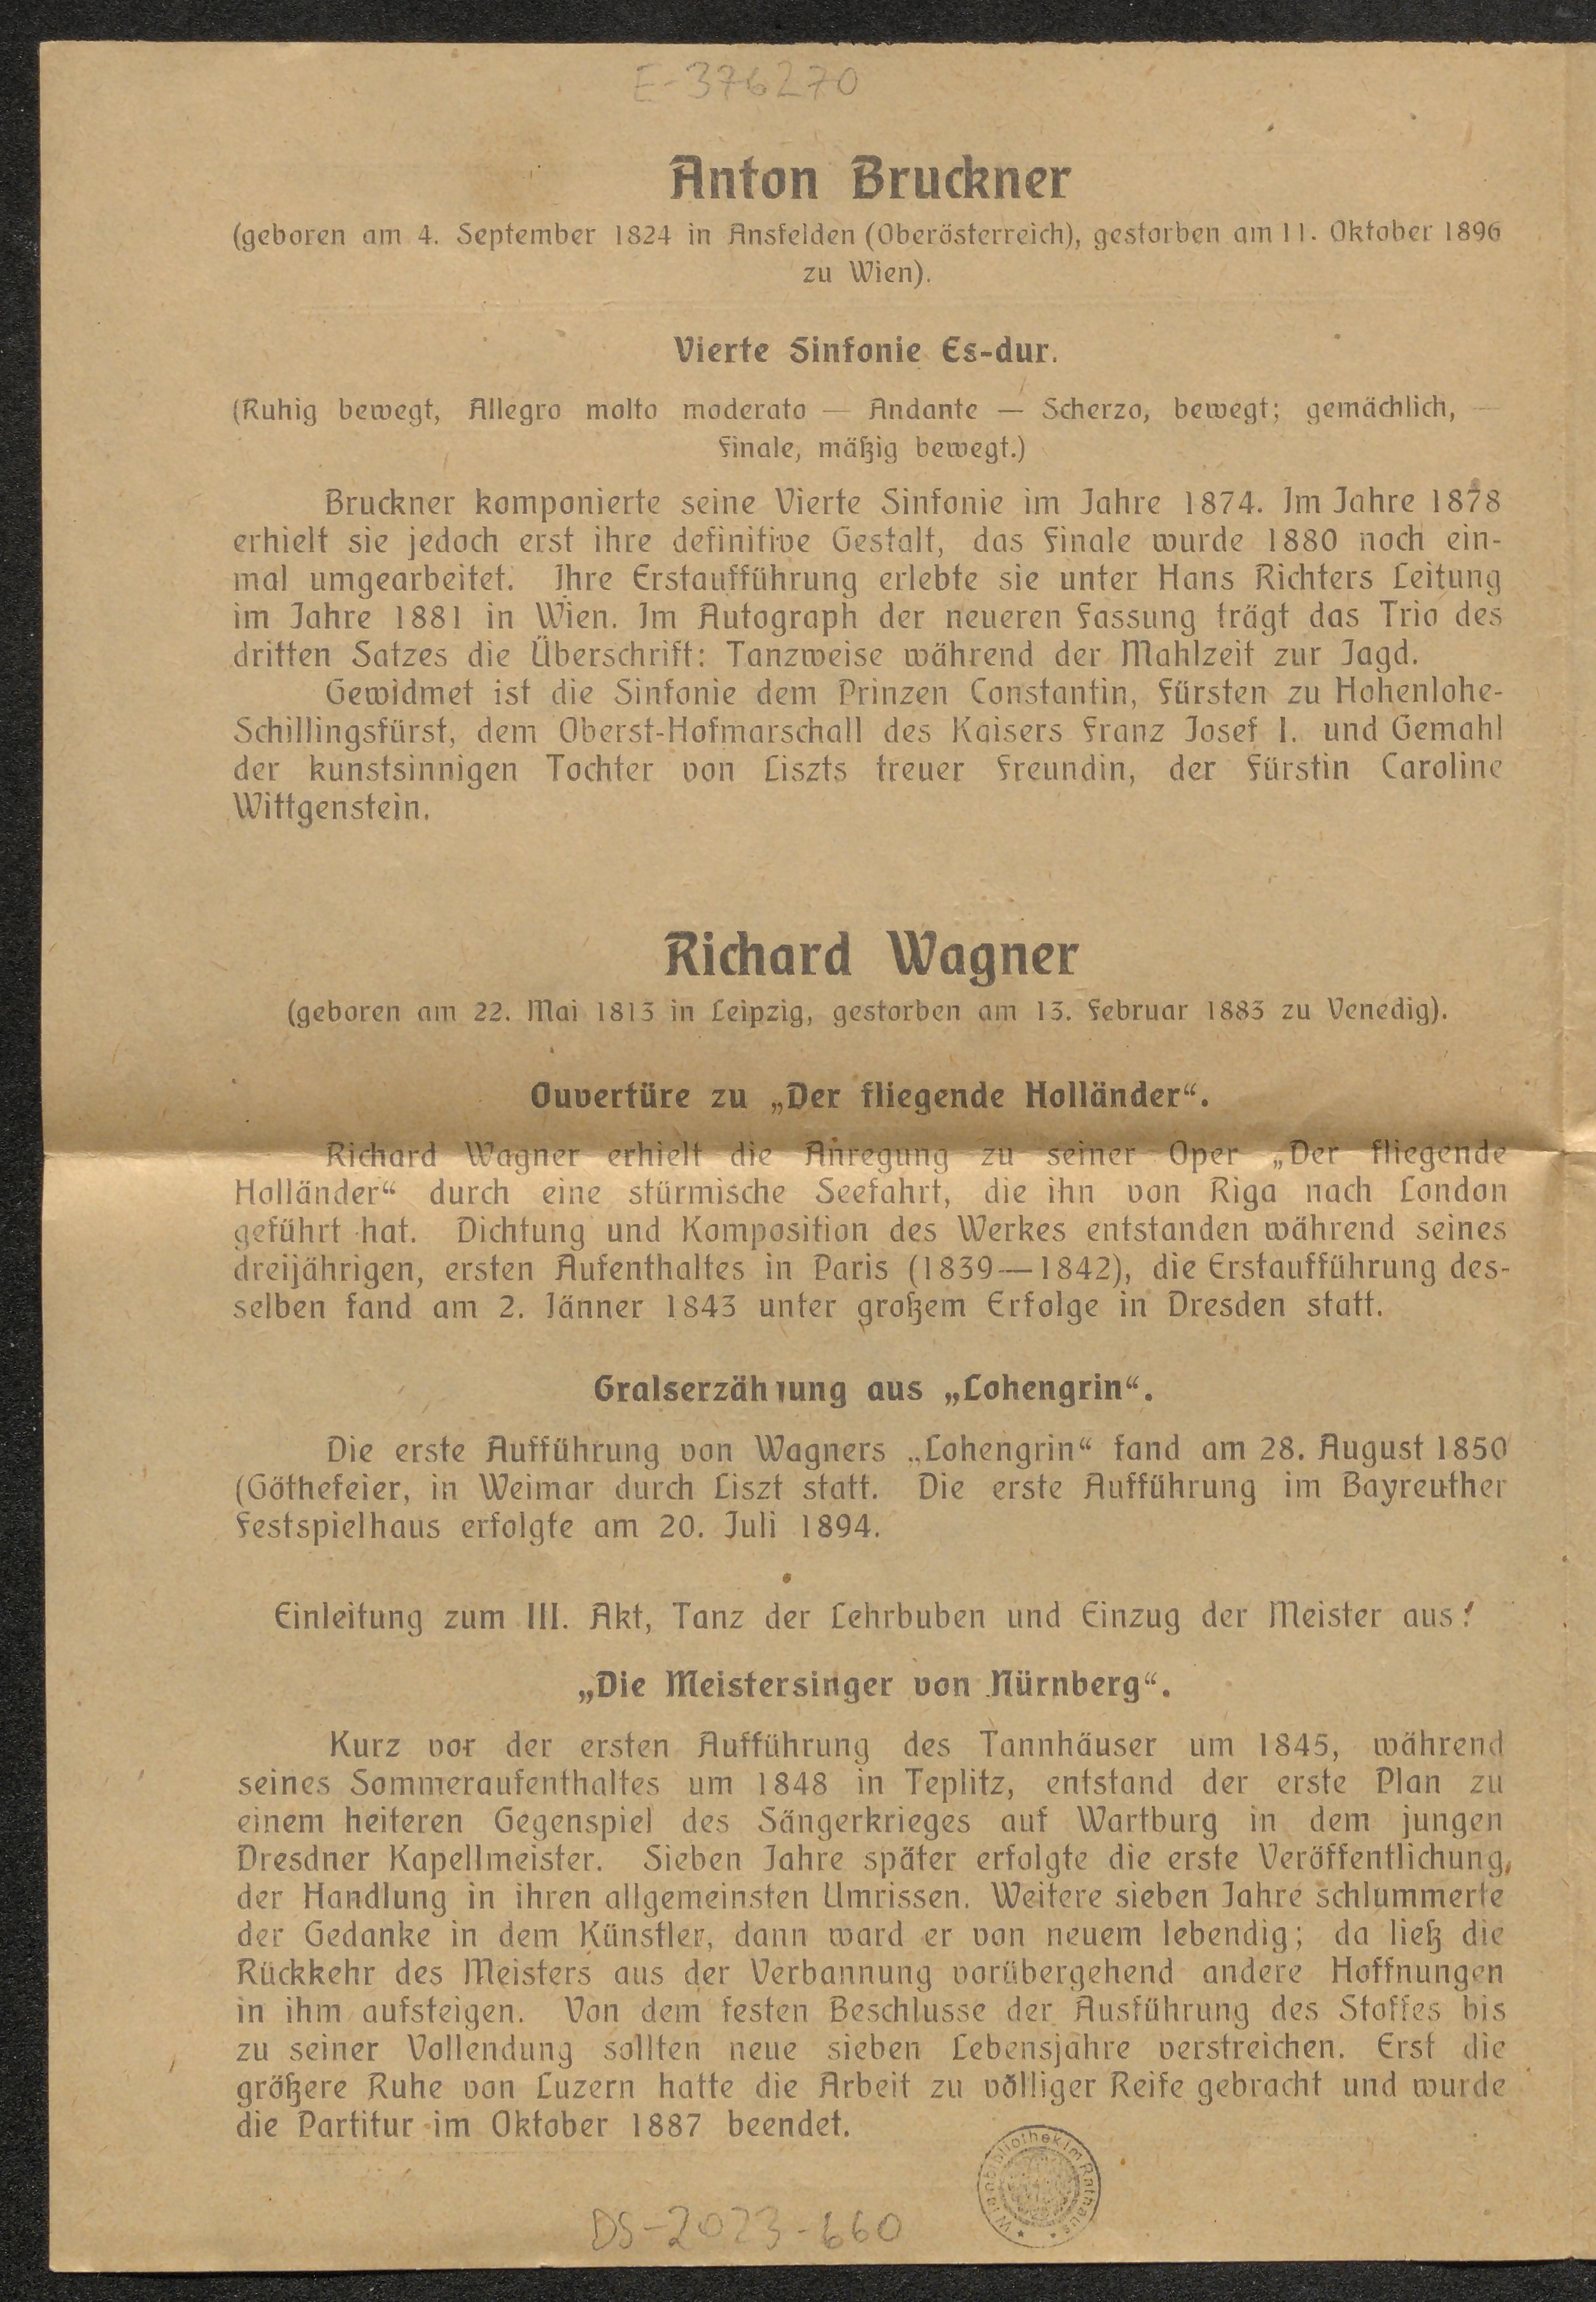 E-376270
Anton Bruckner
(geboren am 4. September 1824 in Ansfelden (Oberösterreich), gestorben am 11. Oktober 1896
zu Wien).
Vierte Sinfonie Es-dur.
(Ruhig bewegt, Allegro molto moderato — Andante — Scherzo, bewegt; gemächlich, —
Finale, mäßig bewegt.)
Bruckner komponierte seine Vierte Sinfonie im Jahre 1874. Im Jahre 1878
erhielt sie jedoch erst ihre definitive Gestalt, das Finale wurde 1880 noch ein-
mal umgearbeitet. Ihre Erstaufführung erlebte sie unter Hans Richters Leitung
im Jahre 1881 in Wien. Im Autograph der neueren Fassung trägt das Trio des
dritten Satzes die Überschrift: Tanzweise während der Mahlzeit zur Jagd.
Gewidmet ist die Sinfonie dem Prinzen Constantin, Fürsten zu Hohenlohe-
Schillingsfürst, dem Oberst-Hofmarschall des Kaisers Franz Josef I. und Gemahl
der kunstsinnigen Tochter von Liszts treuer Freundin, der Fürstin Caroline
Wittgenstein.
Richard Wagner
(geboren am 22. Mai 1813 in Leipzig, gestorben am 13. Februar 1883 zu Venedig).
Ouvertüre zu „Der fliegende Holländer“.
Richard Wagner erhielt die Anregung zu seiner Oper „Der fliegende
Holländer“ durch eine stürmische Seefahrt, die ihn von Riga nach London
geführt hat. Dichtung und Komposition des Werkes entstanden während seines
dreijährigen, ersten Aufenthaltes in Paris (1839—1842), die Erstaufführung des-
selben fand am 2. Jänner 1843 unter großem Erfolge in Dresden statt.
Gralserzählung aus „Lohengrin“.
Die erste Aufführung von Wagners „Lohengrin“ fand am 28. August 1850
(Göthefeier, in Weimar durch Liszt statt. Die erste Aufführung im Bayreuther
Festspielhaus erfolgte am 20. Juli 1894.
Einleitung zum III. Akt, Tanz der Lehrbuben und Einzug der Meister aus:
„Die Meistersinger von Nürnberg“.
Kurz vor der ersten Aufführung des Tannhäuser um 1845, während
seines Sommeraufenthaltes um 1848 in Teplitz, entstand der erste Plan zu
einem heiteren Gegenspiel des Sängerkrieges auf Wartburg in dem jungen
Dresdner Kapellmeister. Sieben Jahre später erfolgte die erste Veröffentlichung,
der Handlung in ihren allgemeinsten Umrissen. Weitere sieben Jahre schlummerte
der Gedanke in dem Künstler, dann ward er von neuem lebendig; da ließ die
Rückkehr des Meisters aus der Verbannung vorübergehend andere Hoffnungen
in ihm aufsteigen. Von dem festen Beschlusse der Ausführung des Stoffes bis
zu seiner Vollendung sollten neue sieben Lebensjahre verstreichen. Erst die
größere Ruhe von Luzern hatte die Arbeit zu völliger Reife gebracht und wurde
die Partitur im Oktober 1887 beendet.
Wienbibliothek im Rathaus
DS-2023-660